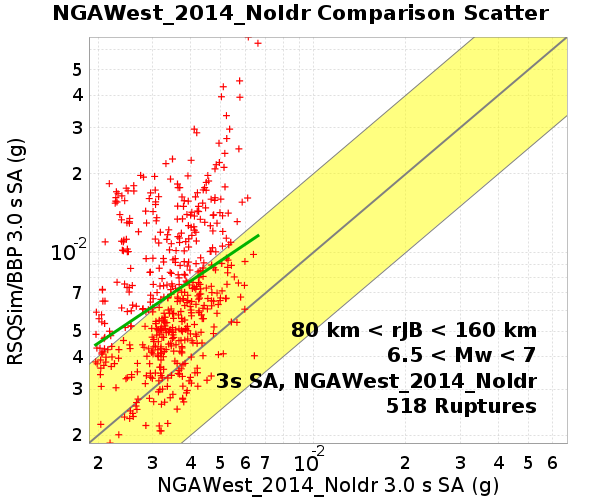 NGAWest_2014_NoIdr Comparison Scatter
RSQSim/BBP 3.0 s SA (g)
5
4
3
2
10-2
7
5
4
3
2
80 km < rJB < 160 km
6.5 < Mw < 7
3s SA, NGAWest_2014_NoIdr
518 Ruptures
2 3 4 5 6 7 10-2 2 3 4 5 6
NGAWest_2014_NoIdr 3.0 s SA (g)